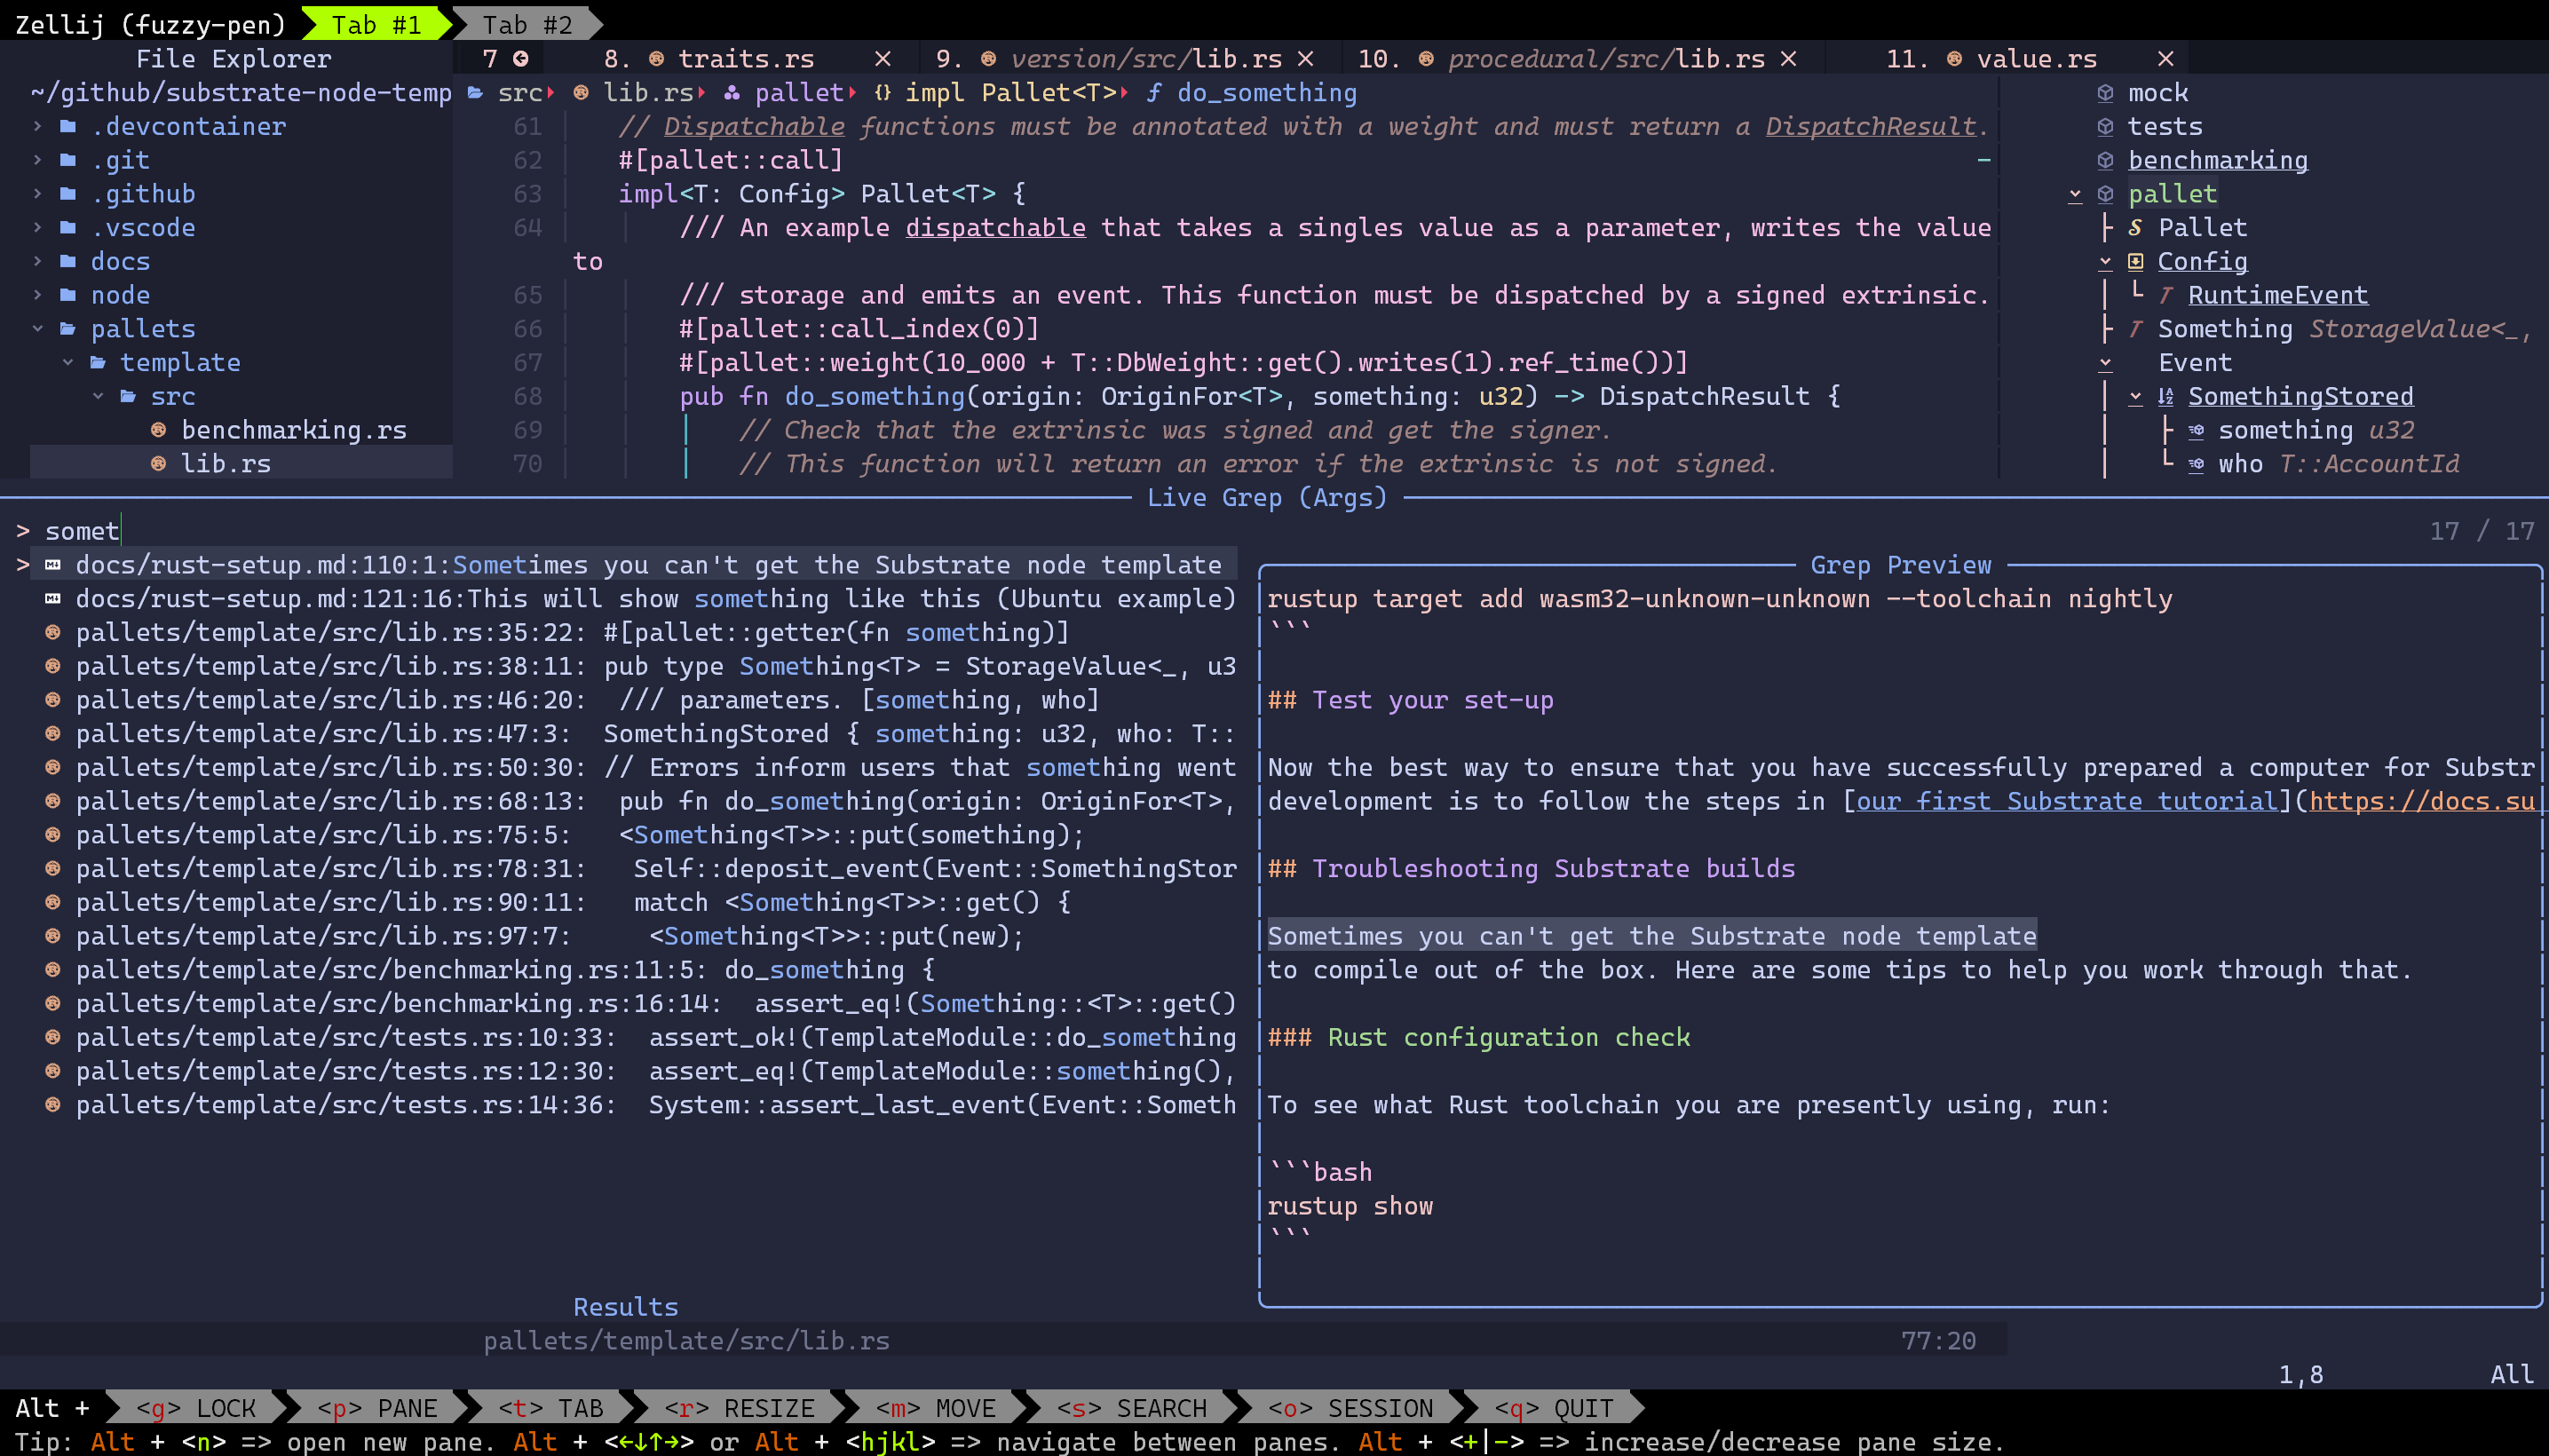 Zellij (fuzzy-pen) Tab #1 Tab #2
File Explorer
~/github/substrate-node-temp
.devcontainer
.git
.github
.vscode
docs
node
pallets
template
src
benchmarking.rs
lib.rs
7 8. traits.rs × 9. version/src/lib.rs × 10. procedural/src/lib.rs × 11. value.rs ×
src lib.rs pallet {} impl Pallet<T> f do_something
61 // Dispatchable functions must be annotated with a weight and must return a DispatchResult.
62 #[pallet::call] -
63 impl<T: Config> Pallet<T> {
64 /// An example dispatchable that takes a singles value as a parameter, writes the value
to
65 /// storage and emits an event. This function must be dispatched by a signed extrinsic.
66 #[pallet::call_index(0)]
67 #[pallet::weight(10_000 + T::DbWeight::get().writes(1).ref_time())]
68 pub fn do_something(origin: OriginFor<T>, something: u32) -> DispatchResult {
69 // Check that the extrinsic was signed and get the signer.
70 // This function will return an error if the extrinsic is not signed.
mock
tests
benchmarking
pallet
S Pallet
Config
T RuntimeEvent
T Something StorageValue<_,
Event
SomethingStored
something u32
who T::AccountId
Live Grep (Args)
> somet 17 / 17
> docs/rust-setup.md:110:1:Sometimes you can't get the Substrate node template
docs/rust-setup.md:121:16:This will show something like this (Ubuntu example)
pallets/template/src/lib.rs:35:22: #[pallet::getter(fn something)]
pallets/template/src/lib.rs:38:11: pub type Something<T> = StorageValue<_, u3
pallets/template/src/lib.rs:46:20: /// parameters. [something, who]
pallets/template/src/lib.rs:47:3: SomethingStored { something: u32, who: T::
pallets/template/src/lib.rs:50:30: // Errors inform users that something went
pallets/template/src/lib.rs:68:13: pub fn do_something(origin: OriginFor<T>,
pallets/template/src/lib.rs:75:5: <Something<T>>::put(something);
pallets/template/src/lib.rs:78:31: Self::deposit_event(Event::SomethingStor
pallets/template/src/lib.rs:90:11: match <Something<T>>::get() {
pallets/template/src/lib.rs:97:7: <Something<T>>::put(new);
pallets/template/src/benchmarking.rs:11:5: do_something {
pallets/template/src/benchmarking.rs:16:14: assert_eq!(Something::<T>::get()
pallets/template/src/tests.rs:10:33: assert_ok!(TemplateModule::do_something
pallets/template/src/tests.rs:12:30: assert_eq!(TemplateModule::something(),
pallets/template/src/tests.rs:14:36: System::assert_last_event(Event::Someth
Results
Grep Preview
rustup target add wasm32-unknown-unknown --toolchain nightly
```
## Test your set-up
Now the best way to ensure that you have successfully prepared a computer for Substr
development is to follow the steps in [our first Substrate tutorial](https://docs.su
## Troubleshooting Substrate builds
Sometimes you can't get the Substrate node template
to compile out of the box. Here are some tips to help you work through that.
### Rust configuration check
To see what Rust toolchain you are presently using, run:
```bash
rustup show
```
pallets/template/src/lib.rs 77:20
1,8 All
Alt + <g> LOCK <p> PANE <t> TAB <r> RESIZE <m> MOVE <s> SEARCH <o> SESSION <q> QUIT
Tip: Alt + <n> => open new pane. Alt + <←↓↑→> or Alt + <hjkl> => navigate between panes. Alt + <+|-> => increase/decrease pane size.